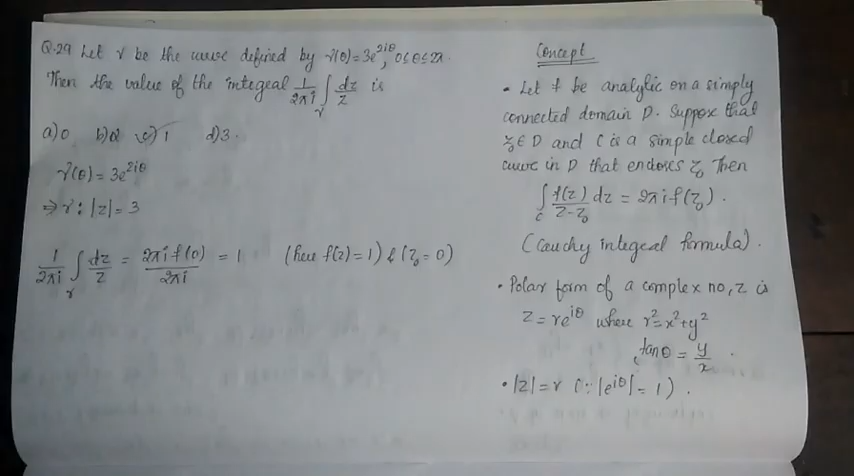 Q.29 Let γ be the curve defined by γ(θ)=3e^{2iθ}, 0≤θ≤2π.
Then the value of the integral 1/2πi ∫_γ dz/z is
a) 0 b) 2 c) 1 d) 3.
γ(θ) = 3e^{2iθ}
⇒ γ: |z| = 3
1/2πi ∫_γ dz/z = 2πi f(0)/2πi = 1 (here f(z)=1) & (z₀=0)
Concept
• Let f be analytic on a simply
connected domain D. Suppose that
z₀∈D and C is a simple closed
curve in D that encloses z₀ Then
∫_C f(z)/z-z₀ dz = 2πi f(z₀).
(Cauchy integral formula).
• Polar form of a complex no, z is
z = re^{iθ} where r²=x²+y²
tanθ = y/x.
• |z| = r (∵ |e^{iθ}| = 1).